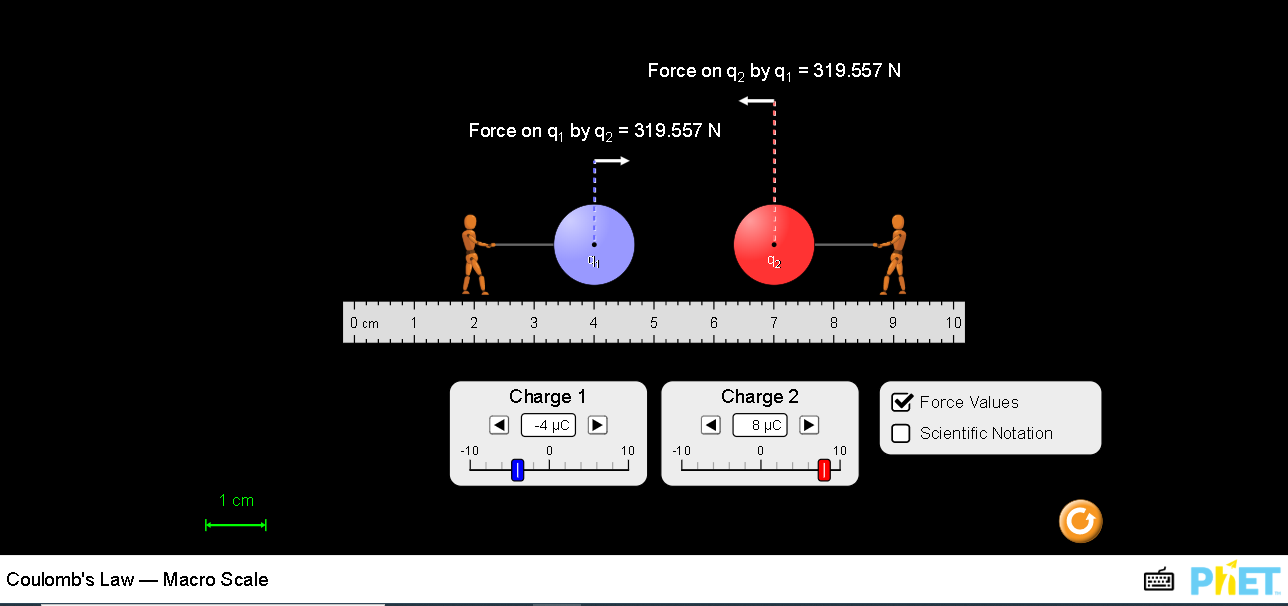 Force on q₂ by q₁ = 319.557 N
Force on q₁ by q₂ = 319.557 N
q₁
q₂
0 cm 1 2 3 4 5 6 7 8 9 10
Charge 1
-4 μC
-10 0 10
Charge 2
8 μC
-10 0 10
Force Values
Scientific Notation
1 cm
Coulomb's Law — Macro Scale
PhET